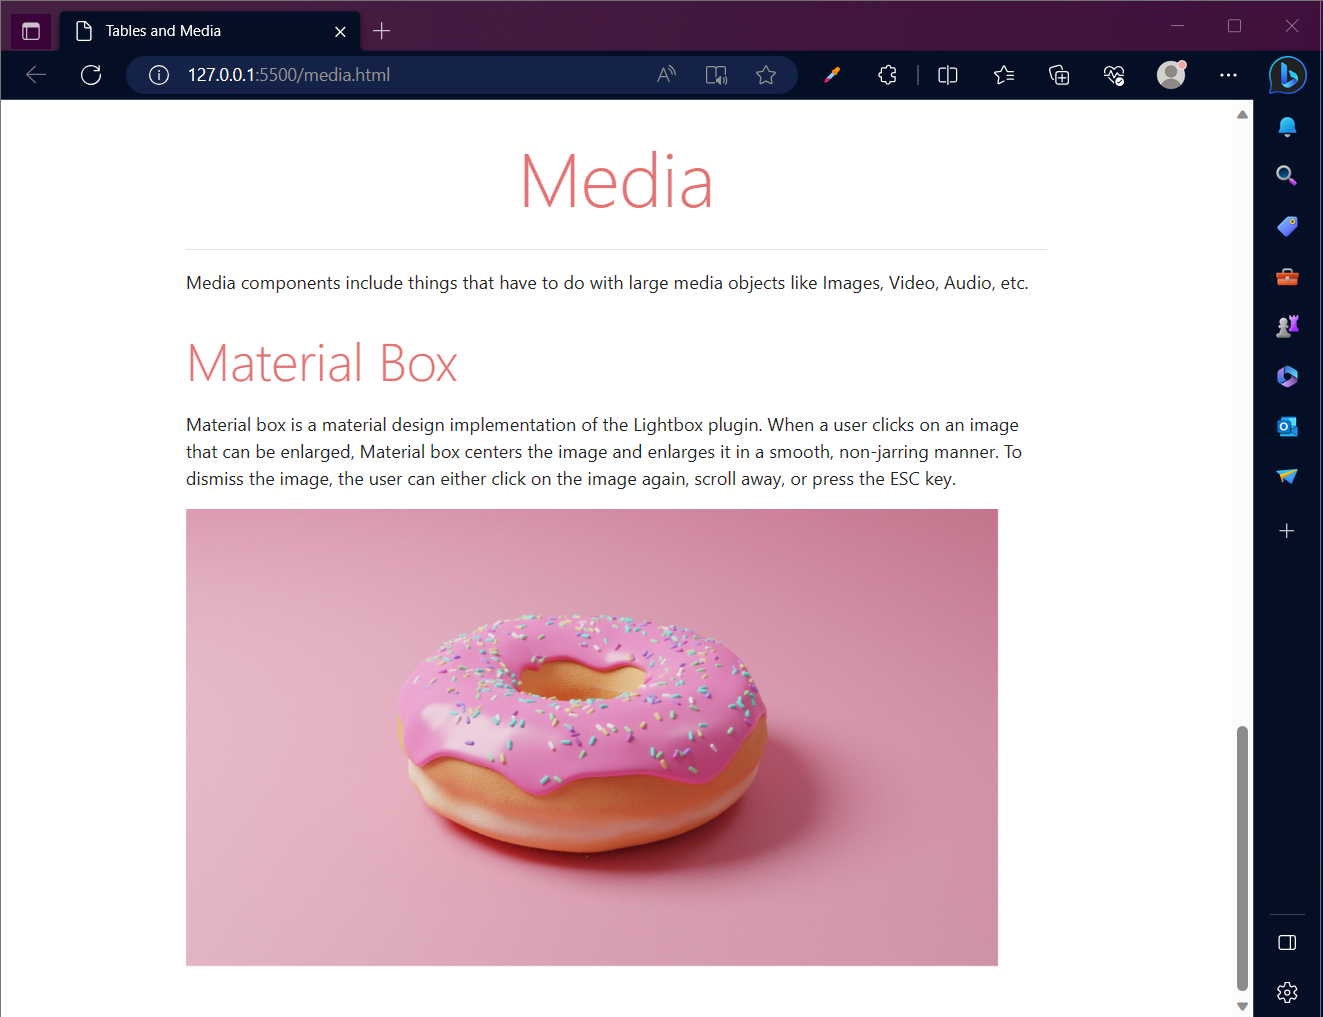 Tables and Media
127.0.0.1:5500/media.html
Media
Media components include things that have to do with large media objects like Images, Video, Audio, etc.
Material Box
Material box is a material design implementation of the Lightbox plugin. When a user clicks on an image
that can be enlarged, Material box centers the image and enlarges it in a smooth, non-jarring manner. To
dismiss the image, the user can either click on the image again, scroll away, or press the ESC key.